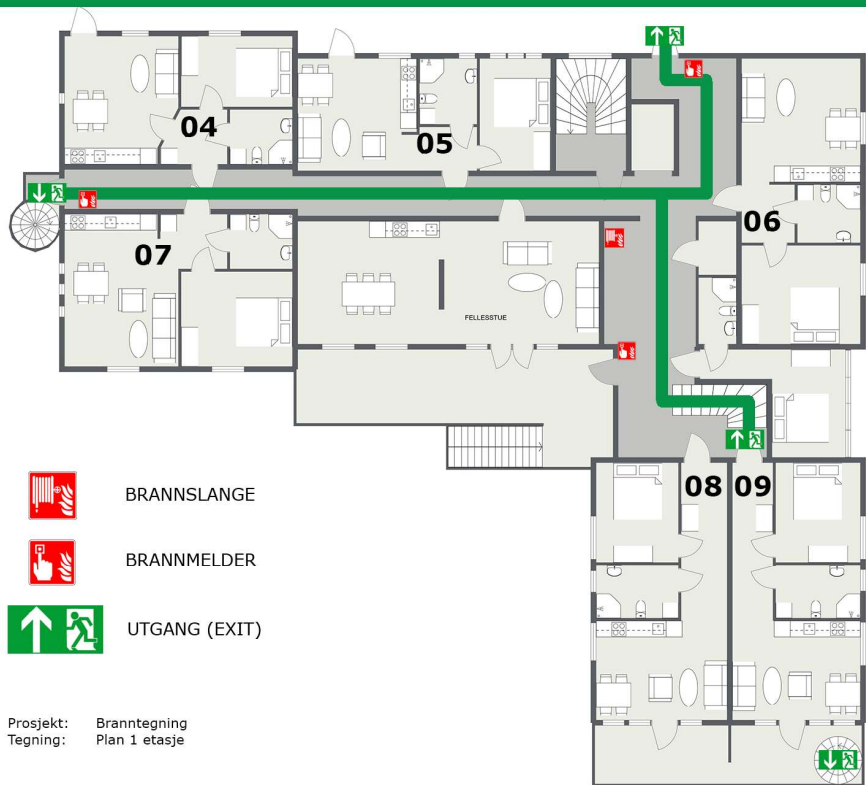 04
05
06
07
FELLESSTUE
08
09
BRANNSLANGE
BRANNMELDER
UTGANG (EXIT)
Prosjekt: Branntegning
Tegning: Plan 1 etasje